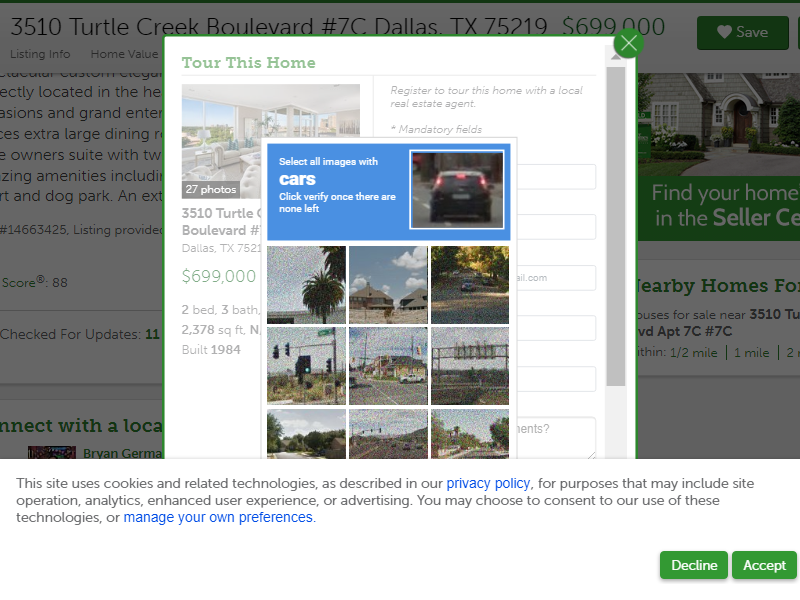 3510 Turtle Creek Boulevard #7C Dallas, TX 75219 $699,000
Save
Listing Info Home Value
ectly located in the he
asions and grand enter
ces extra large dining r
e owners suite with tw
zing amenities includin
rt and dog park. An ext
#14663425, Listing provided
Score®: 88
Checked For Updates: 11
nnect with a loca
Bryan Germa
Tour This Home
27 photos
3510 Turtle C
Boulevard #7
Dallas, TX 7521
$699,000
2 bed, 3 bath,
2,378 sq ft, N,
Built 1984
Register to tour this home with a local
real estate agent.
* Mandatory fields
ail.com
ments?
Select all images with
cars
Click verify once there are
none left
Find your home
in the Seller Ce
Nearby Homes For
ouses for sale near 3510 Tu
vd Apt 7C #7C
ithin: 1/2 mile | 1 mile | 2
This site uses cookies and related technologies, as described in our privacy policy, for purposes that may include site
operation, analytics, enhanced user experience, or advertising. You may choose to consent to our use of these
technologies, or manage your own preferences.
Decline Accept